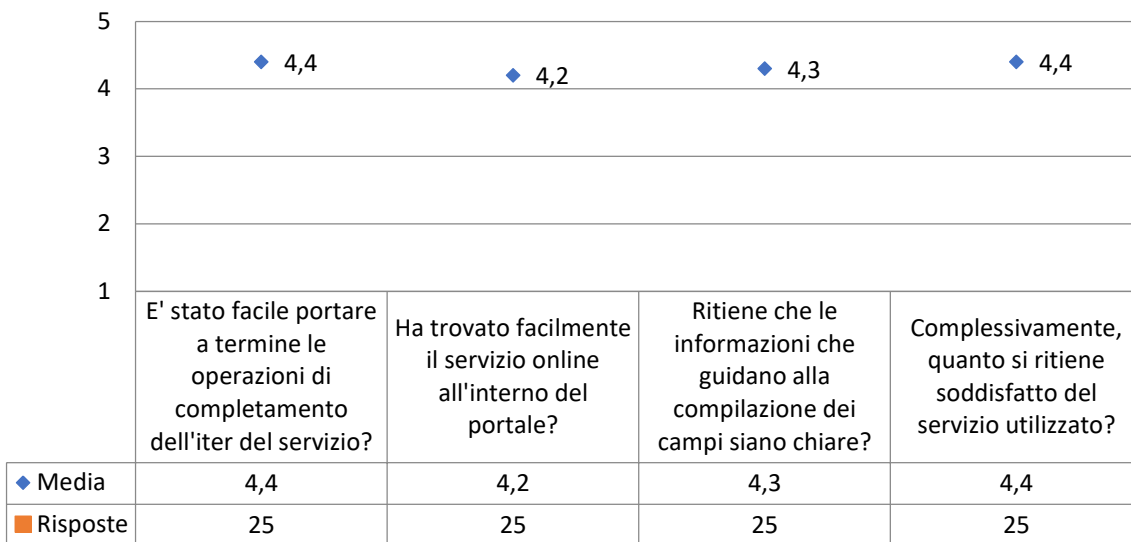 5
4
3
2
1
4,4
4,2
4,3
4,4
E' stato facile portare
a termine le
operazioni di
completamento
dell'iter del servizio?
Ha trovato facilmente
il servizio online
all'interno del
portale?
Ritiene che le
informazioni che
guidano alla
compilazione dei
campi siano chiare?
Complessivamente,
quanto si ritiene
soddisfatto del
servizio utilizzato?
Media 4,4 4,2 4,3 4,4
Risposte 25 25 25 25